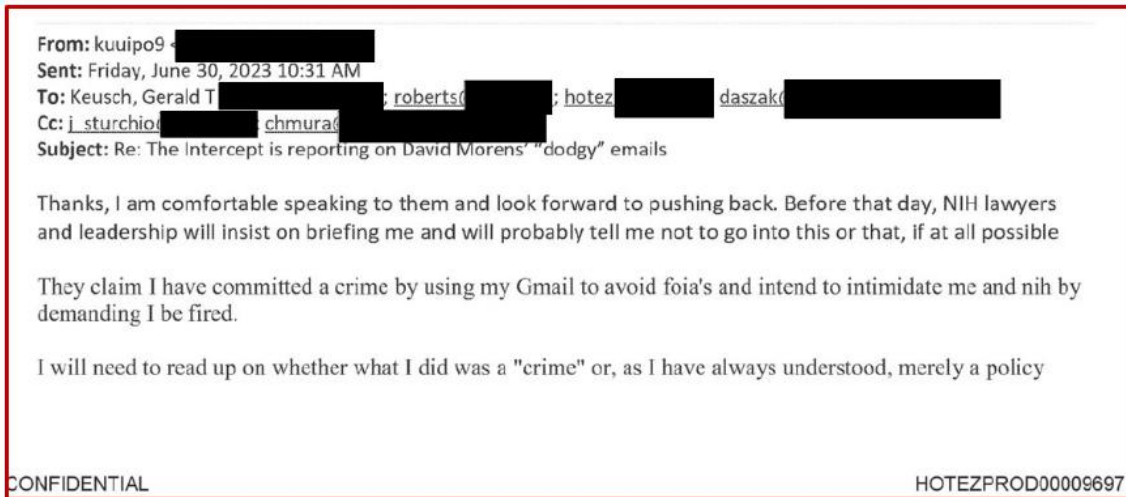 From: kuuipo9 <
Sent: Friday, June 30, 2023 10:31 AM
To: Keusch, Gerald T ; roberts( ; hotez daszak(
Cc: j_sturchio( chmura(
Subject: Re: The Intercept is reporting on David Morens' "dodgy" emails
Thanks, I am comfortable speaking to them and look forward to pushing back. Before that day, NIH lawyers
and leadership will insist on briefing me and will probably tell me not to go into this or that, if at all possible
They claim I have committed a crime by using my Gmail to avoid foia's and intend to intimidate me and nih by
demanding I be fired.
I will need to read up on whether what I did was a "crime" or, as I have always understood, merely a policy
CONFIDENTIAL HOTEZPROD00009697